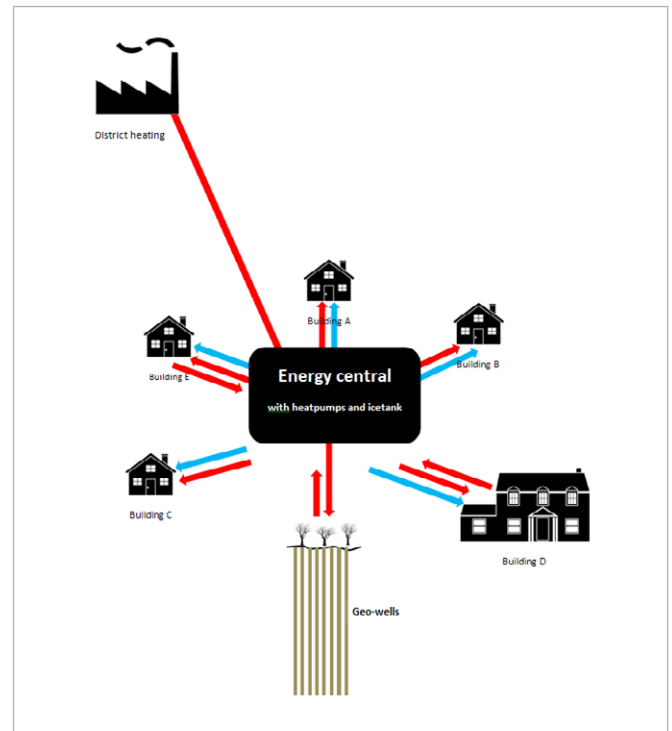 District heating
Building A
Building B
Building E
Energy central
with heatpumps and icetank
Building C
Building D
Geo-wells